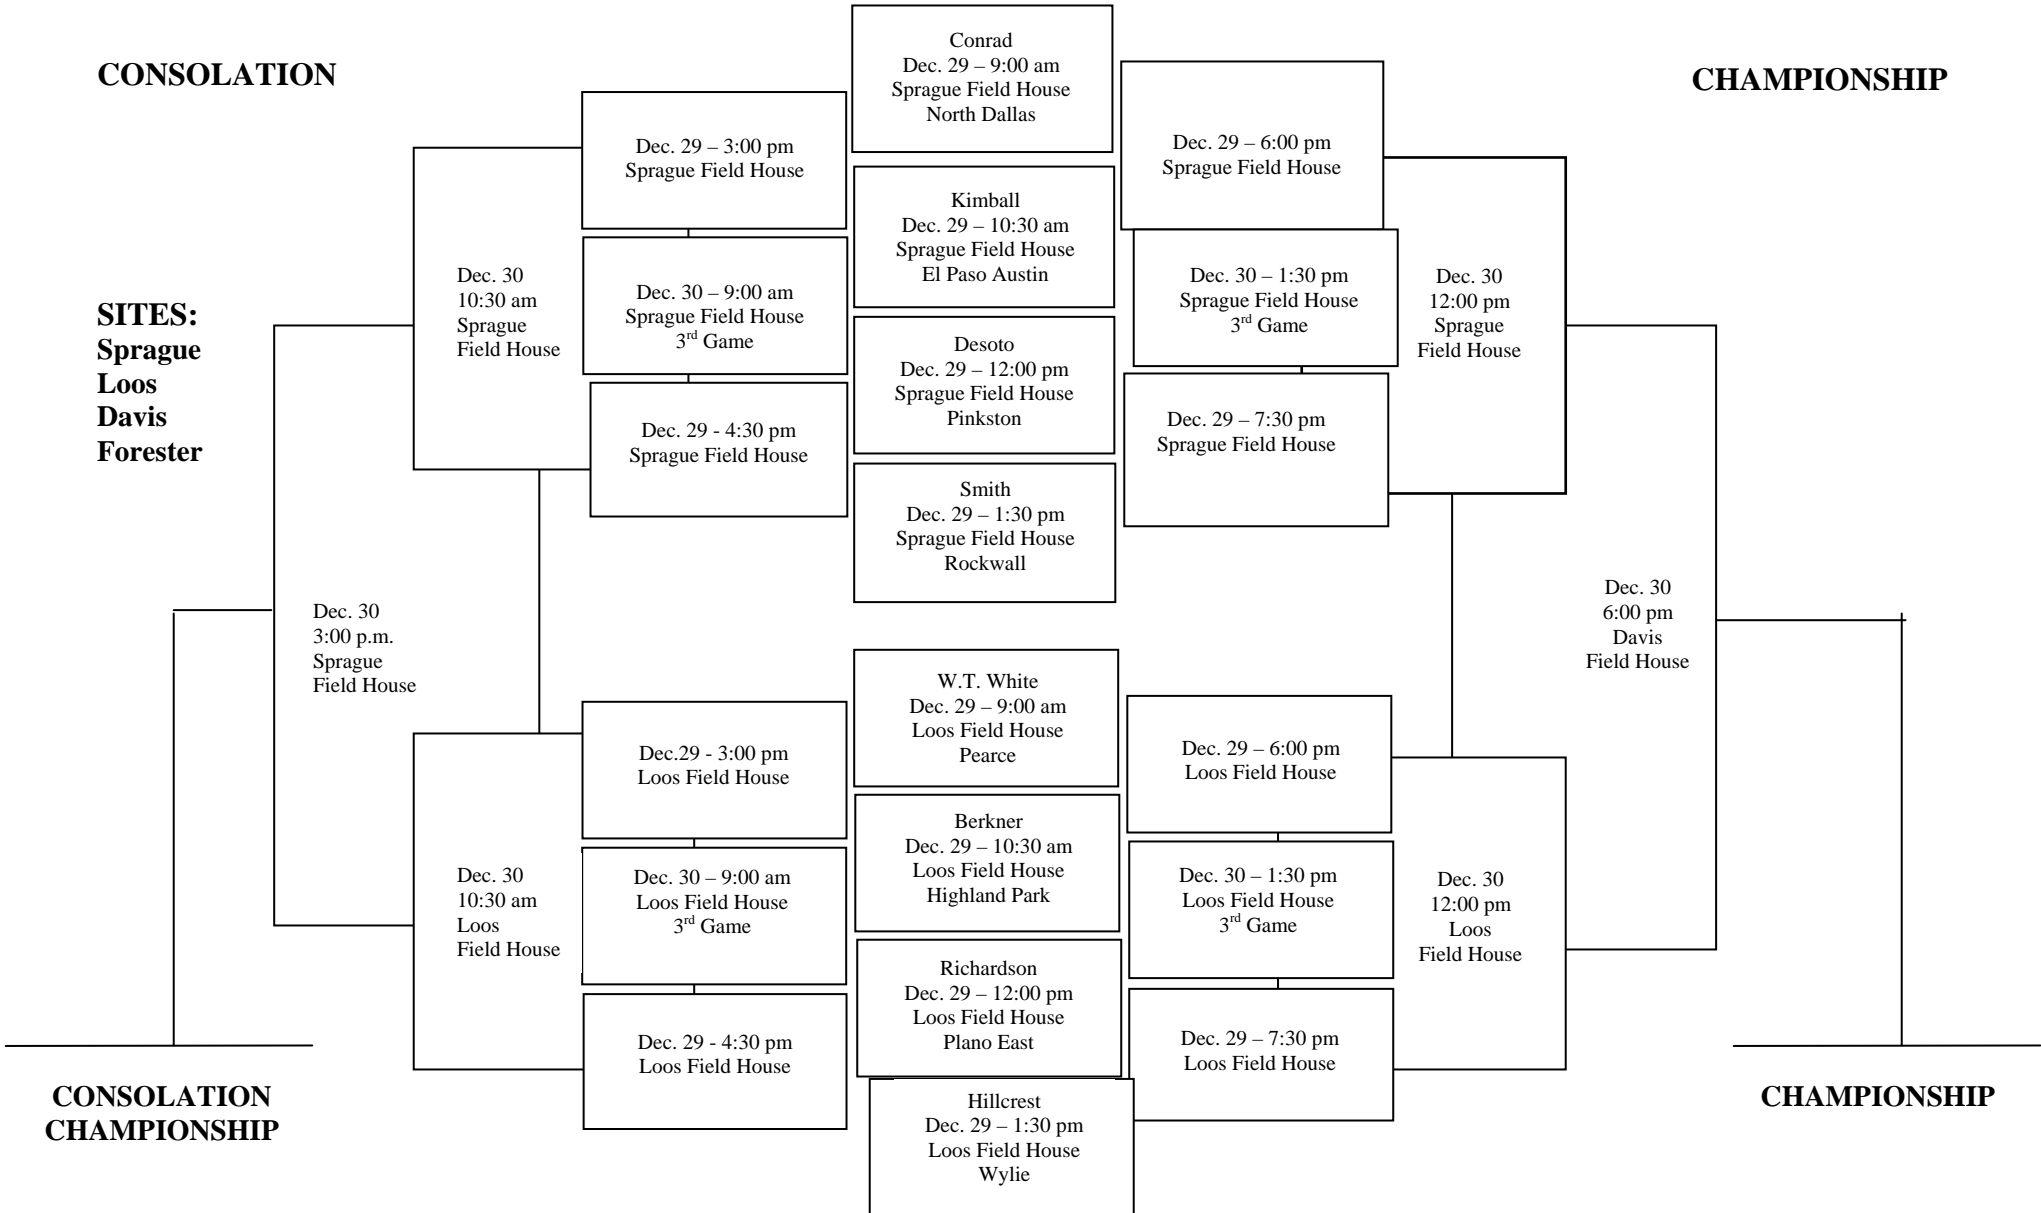 CONSOLATION
CHAMPIONSHIP
SITES:
Sprague
Loos
Davis
Forester
Conrad
Dec. 29 – 9:00 am
Sprague Field House
North Dallas
Kimball
Dec. 29 – 10:30 am
Sprague Field House
El Paso Austin
Desoto
Dec. 29 – 12:00 pm
Sprague Field House
Pinkston
Smith
Dec. 29 – 1:30 pm
Sprague Field House
Rockwall
W.T. White
Dec. 29 – 9:00 am
Loos Field House
Pearce
Berkner
Dec. 29 – 10:30 am
Loos Field House
Highland Park
Richardson
Dec. 29 – 12:00 pm
Loos Field House
Plano East
Hillcrest
Dec. 29 – 1:30 pm
Loos Field House
Wylie
Dec. 29 – 3:00 pm
Sprague Field House
Dec. 30 – 9:00 am
Sprague Field House
3rd Game
Dec. 29 - 4:30 pm
Sprague Field House
Dec. 30
10:30 am
Sprague
Field House
Dec. 30
3:00 p.m.
Sprague
Field House
Dec.29 - 3:00 pm
Loos Field House
Dec. 30 – 9:00 am
Loos Field House
3rd Game
Dec. 29 - 4:30 pm
Loos Field House
Dec. 30
10:30 am
Loos
Field House
Dec. 29 – 6:00 pm
Sprague Field House
Dec. 30 – 1:30 pm
Sprague Field House
3rd Game
Dec. 29 – 7:30 pm
Sprague Field House
Dec. 30
12:00 pm
Sprague
Field House
Dec. 30
6:00 pm
Davis
Field House
Dec. 29 – 6:00 pm
Loos Field House
Dec. 30 – 1:30 pm
Loos Field House
3rd Game
Dec. 29 – 7:30 pm
Loos Field House
Dec. 30
12:00 pm
Loos
Field House
CONSOLATION
CHAMPIONSHIP
CHAMPIONSHIP